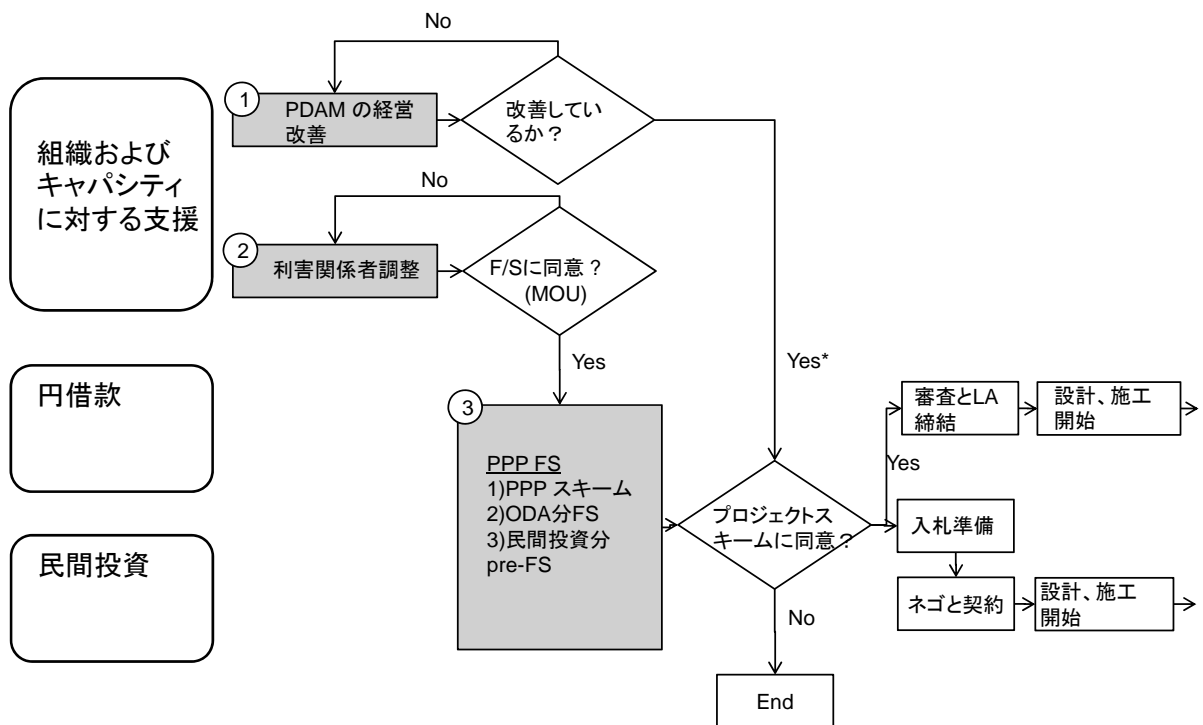 No
1
PDAM の経営
改善
改善してい
るか？
組織および
キャパシティ
に対する支援
No
2
利害関係者調整
F/Sに同意？
(MOU)
Yes
Yes*
円借款
3
PPP FS
1)PPP スキーム
2)ODA分FS
3)民間投資分
pre-FS
プロジェクトス
キームに同意？
審査とLA
締結
設計、施工
開始
Yes
入札準備
民間投資
ネゴと契約
設計、施工
開始
No
End